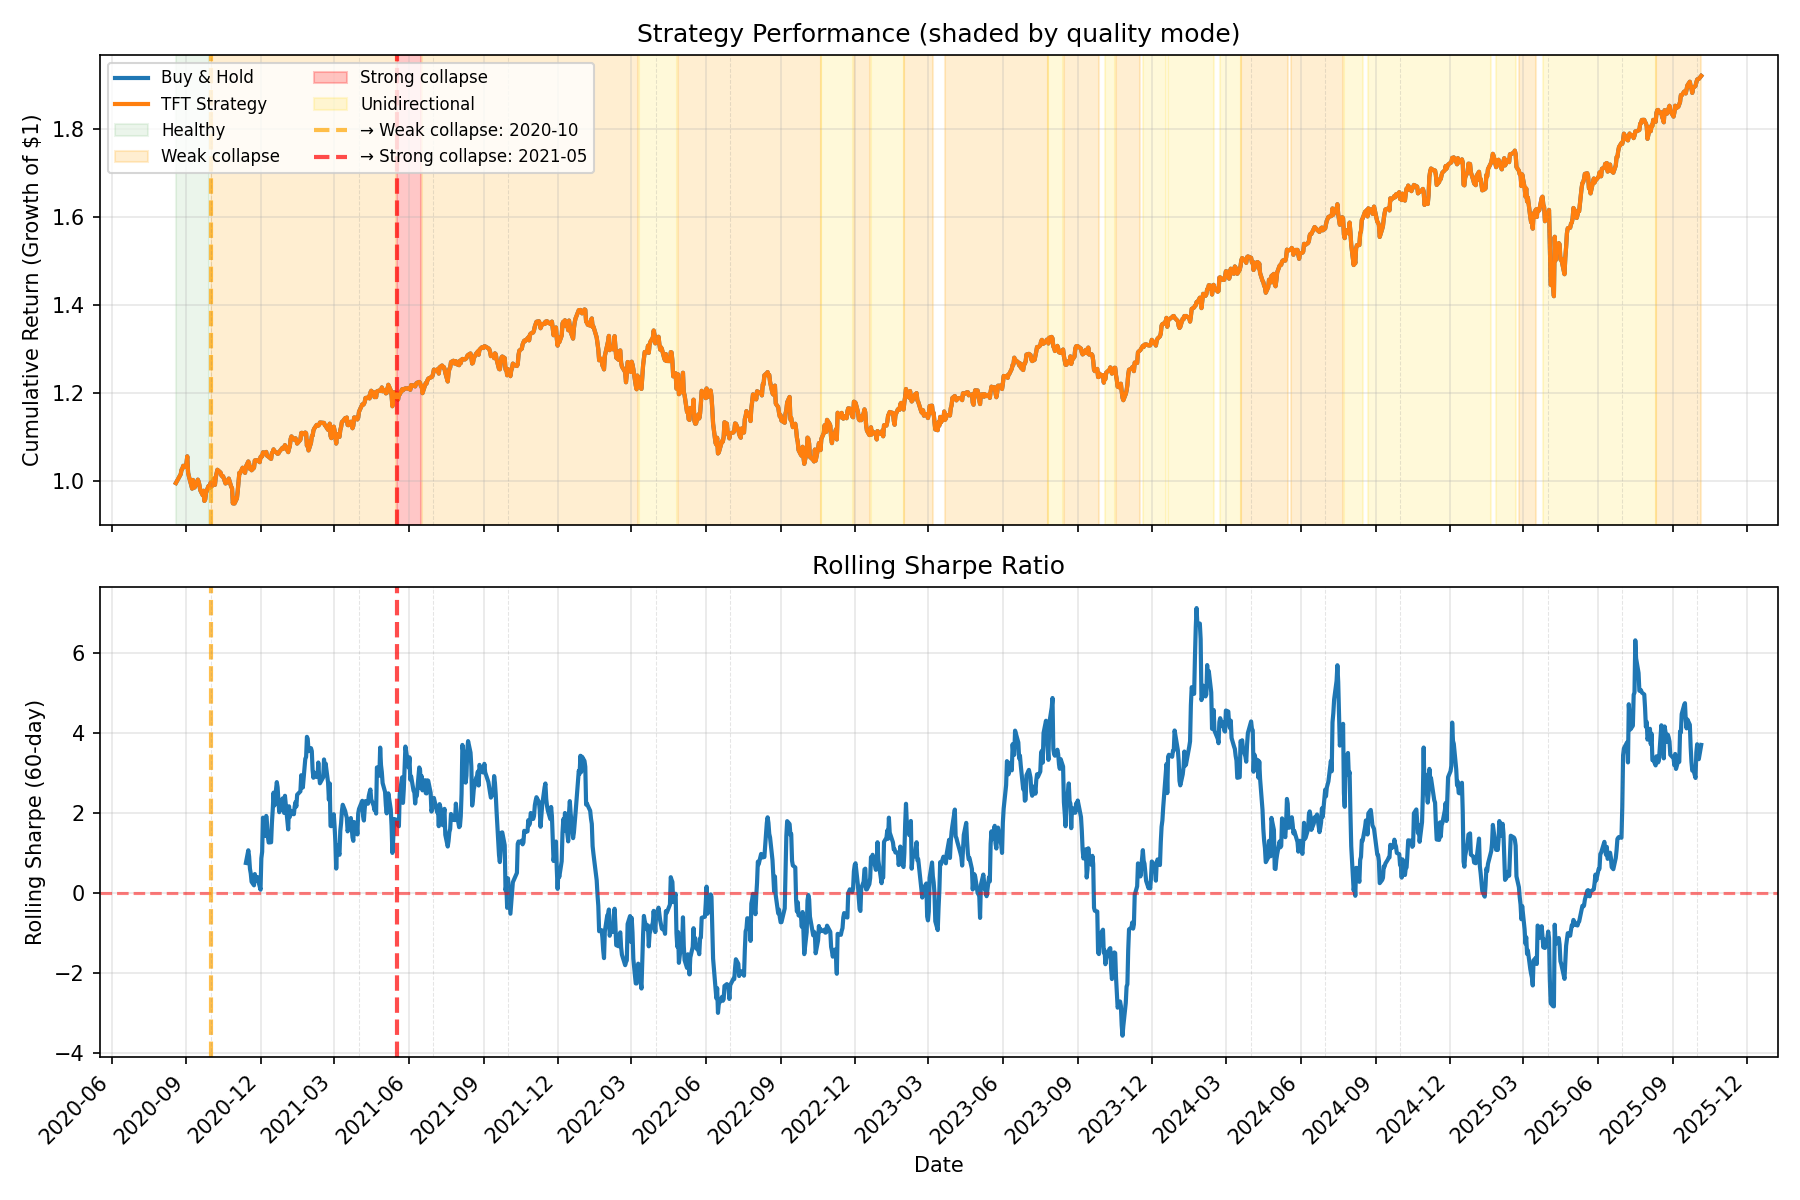 Strategy Performance (shaded by quality mode)
Buy & Hold
TFT Strategy
Healthy
Weak collapse
Strong collapse
Unidirectional
→ Weak collapse: 2020-10
→ Strong collapse: 2021-05
Cumulative Return (Growth of $1)
1.8
1.6
1.4
1.2
1.0
Rolling Sharpe Ratio
Rolling Sharpe (60-day)
6
4
2
0
−2
−4
2020-06
2020-09
2020-12
2021-03
2021-06
2021-09
2021-12
2022-03
2022-06
2022-09
2022-12
2023-03
2023-06
2023-09
2023-12
2024-03
2024-06
2024-09
2024-12
2025-03
2025-06
2025-09
2025-12
Date